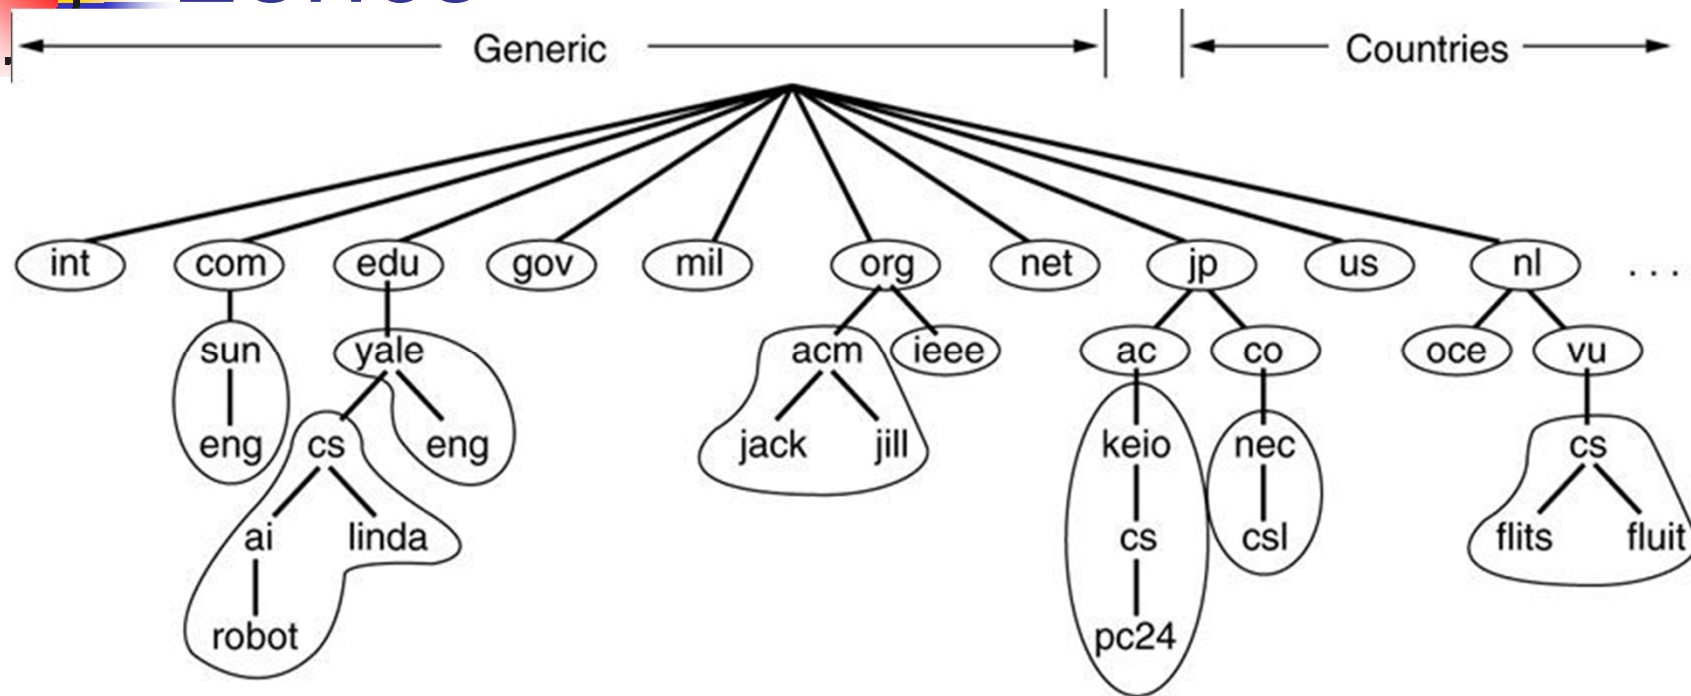 Generic Countries
int com edu gov mil org net jp us nl ...
sun yale acm ieee ac co oce vu
eng cs eng jack jill keio nec cs
ai linda cs csl flits fluit
robot pc24